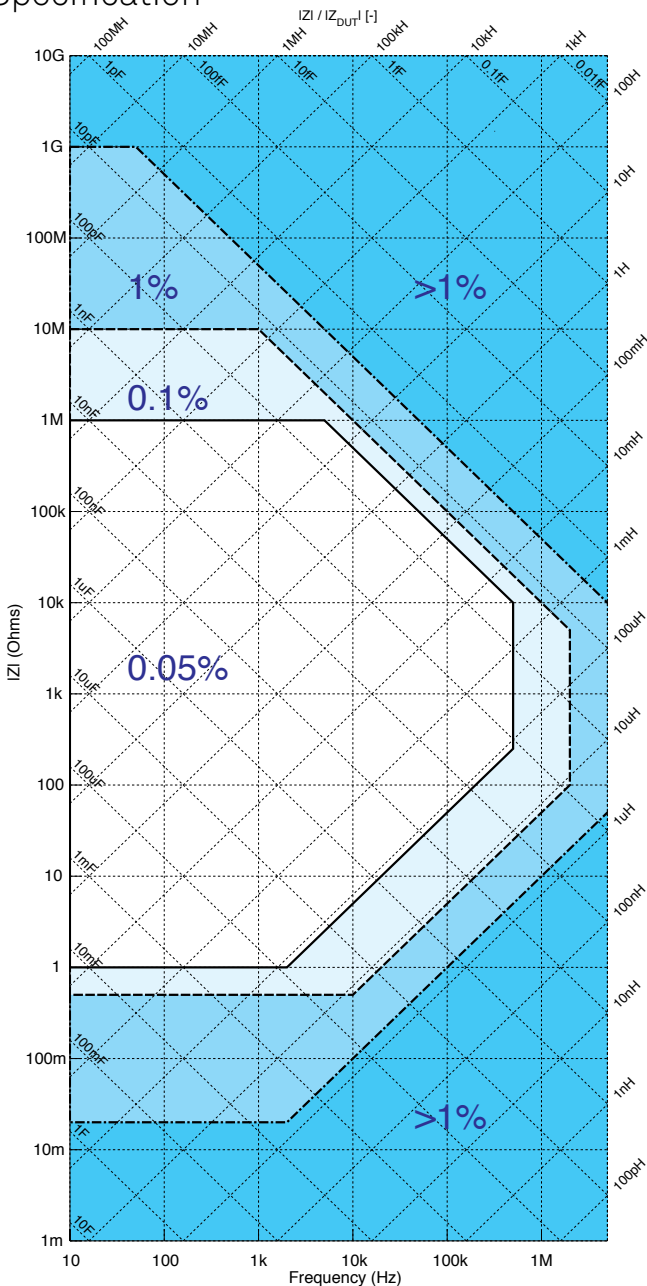 Specification
|Z| / |Z_DUT| [-]
100MH 10MH 1MH 100kH 10kH 1kH 100H
1pF 100fF 10fF 1fF 0.1fF 0.01fF
10G
10pF
1G
10H
100pF
100M
1H
1% >1%
1nF
10M
100mH
0.1%
10nF
1M
10mH
100nF
100k
1mH
1uF
10k
100uH
|Z| (Ohms)
0.05%
10uF
1k
10uH
100uF
100
1uH
1mF
10
100nH
10mF
1
10nH
100mF
100m
1nH
>1%
1F
10m
100pH
10F
1m
10 100 1k 10k 100k 1M
Frequency (Hz)